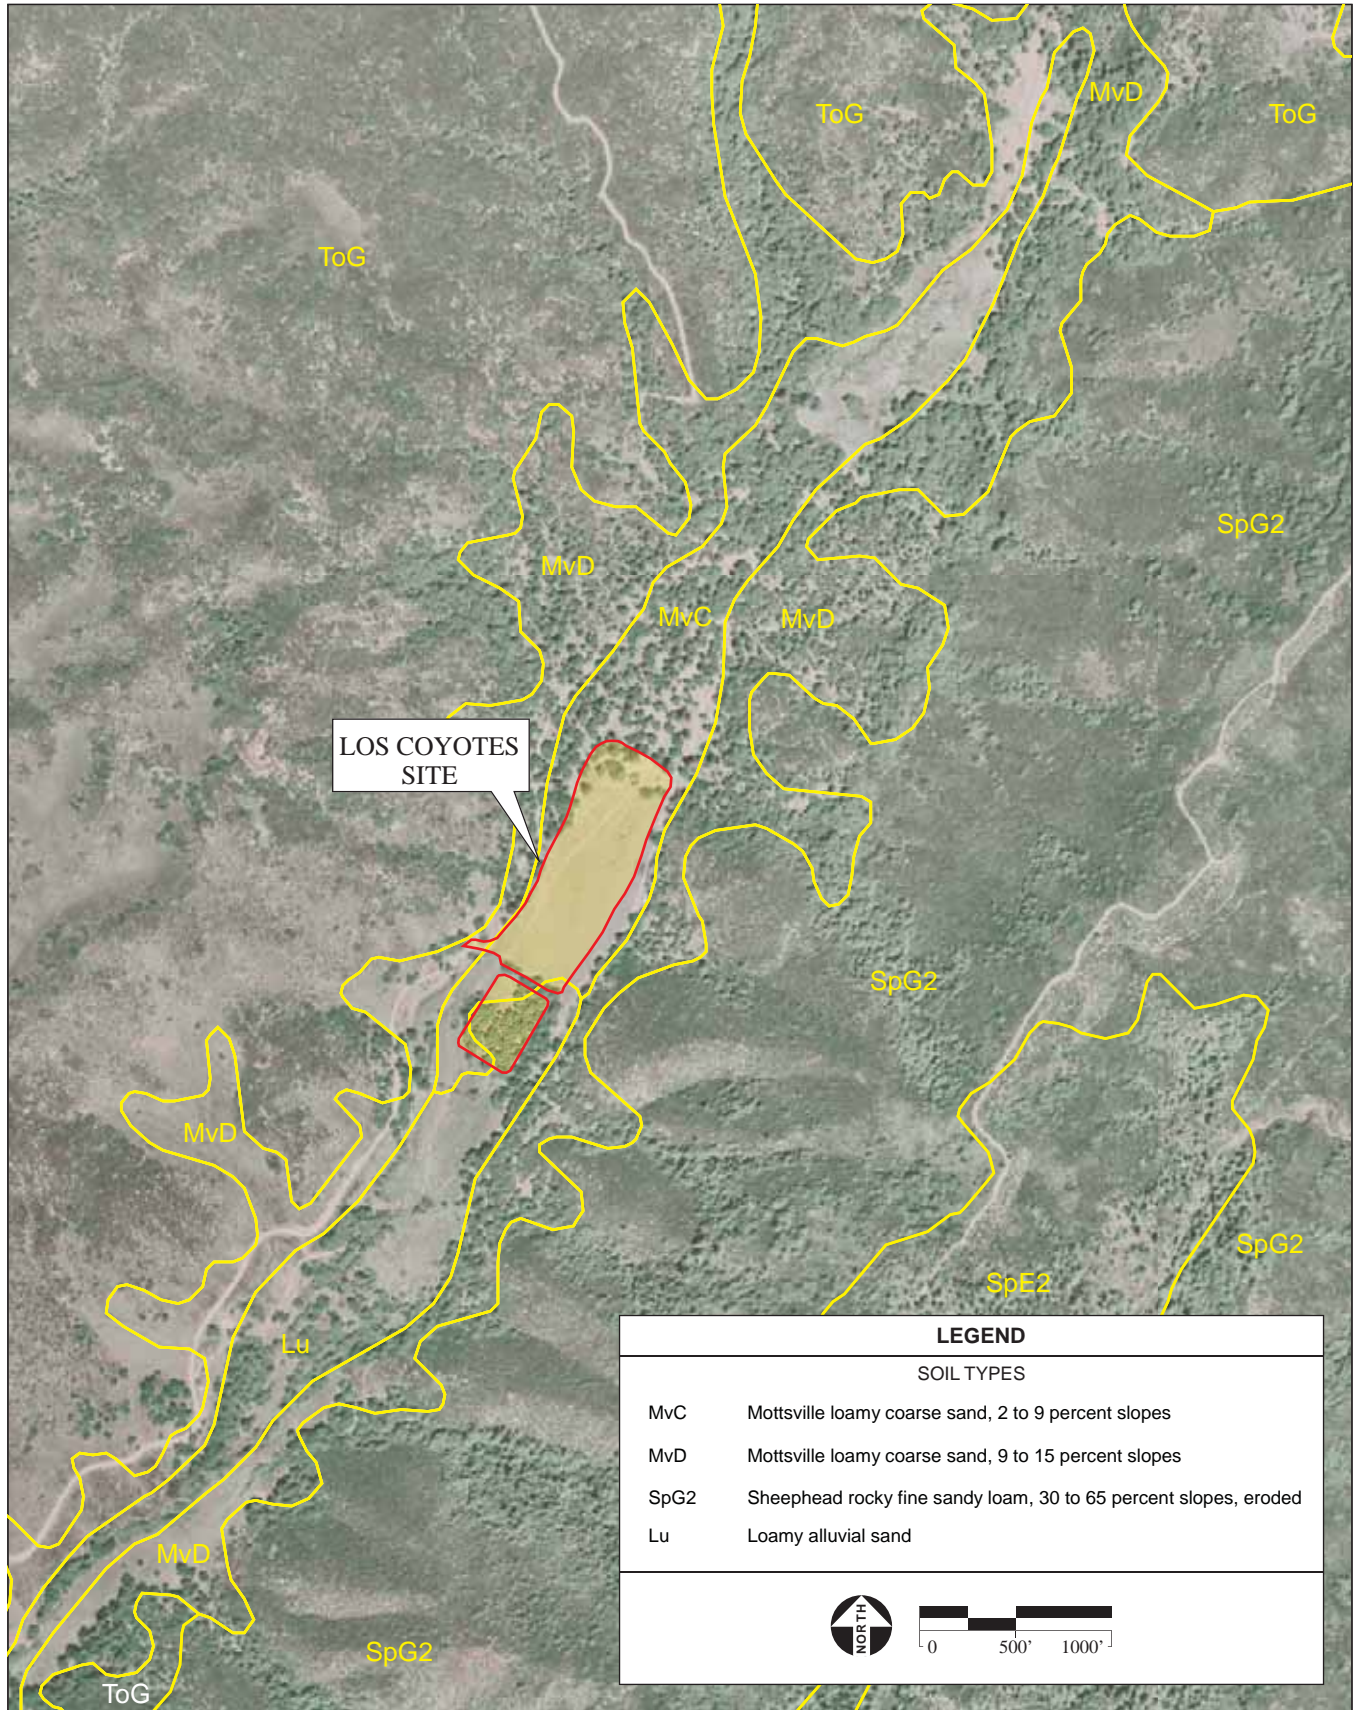 MvD
ToG
ToG
ToG
SpG2
MvD
MvC
MvD
LOS COYOTES
SITE
SpG2
MvD
SpG2
SpE2
Lu
MvD
SpG2
ToG
LEGEND
SOIL TYPES
MvC Mottsville loamy coarse sand, 2 to 9 percent slopes
MvD Mottsville loamy coarse sand, 9 to 15 percent slopes
SpG2 Sheephead rocky fine sandy loam, 30 to 65 percent slopes, eroded
Lu Loamy alluvial sand
NORTH
0 500' 1000'